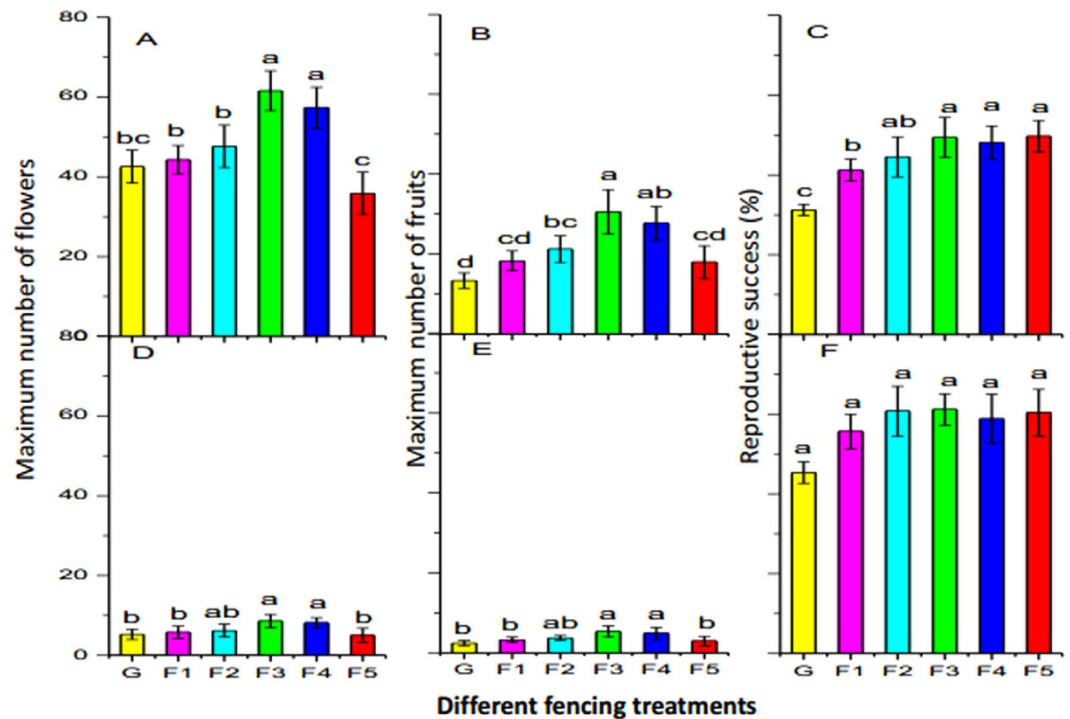 80
A
a
a
60
b
bc
b
40
c
20
80
Maximum number of flowers
B
a
ab
bc
cd
cd
d
Maximum number of fruits
C
a
a
a
ab
b
c
Reproductive success (%)
D
60
40
20
b
b
ab
a
a
b
0
G F1 F2 F3 F4 F5
E
b
b
ab
a
a
b
G F1 F2 F3 F4 F5
F
a
a
a
a
a
a
G F1 F2 F3 F4 F5
Different fencing treatments